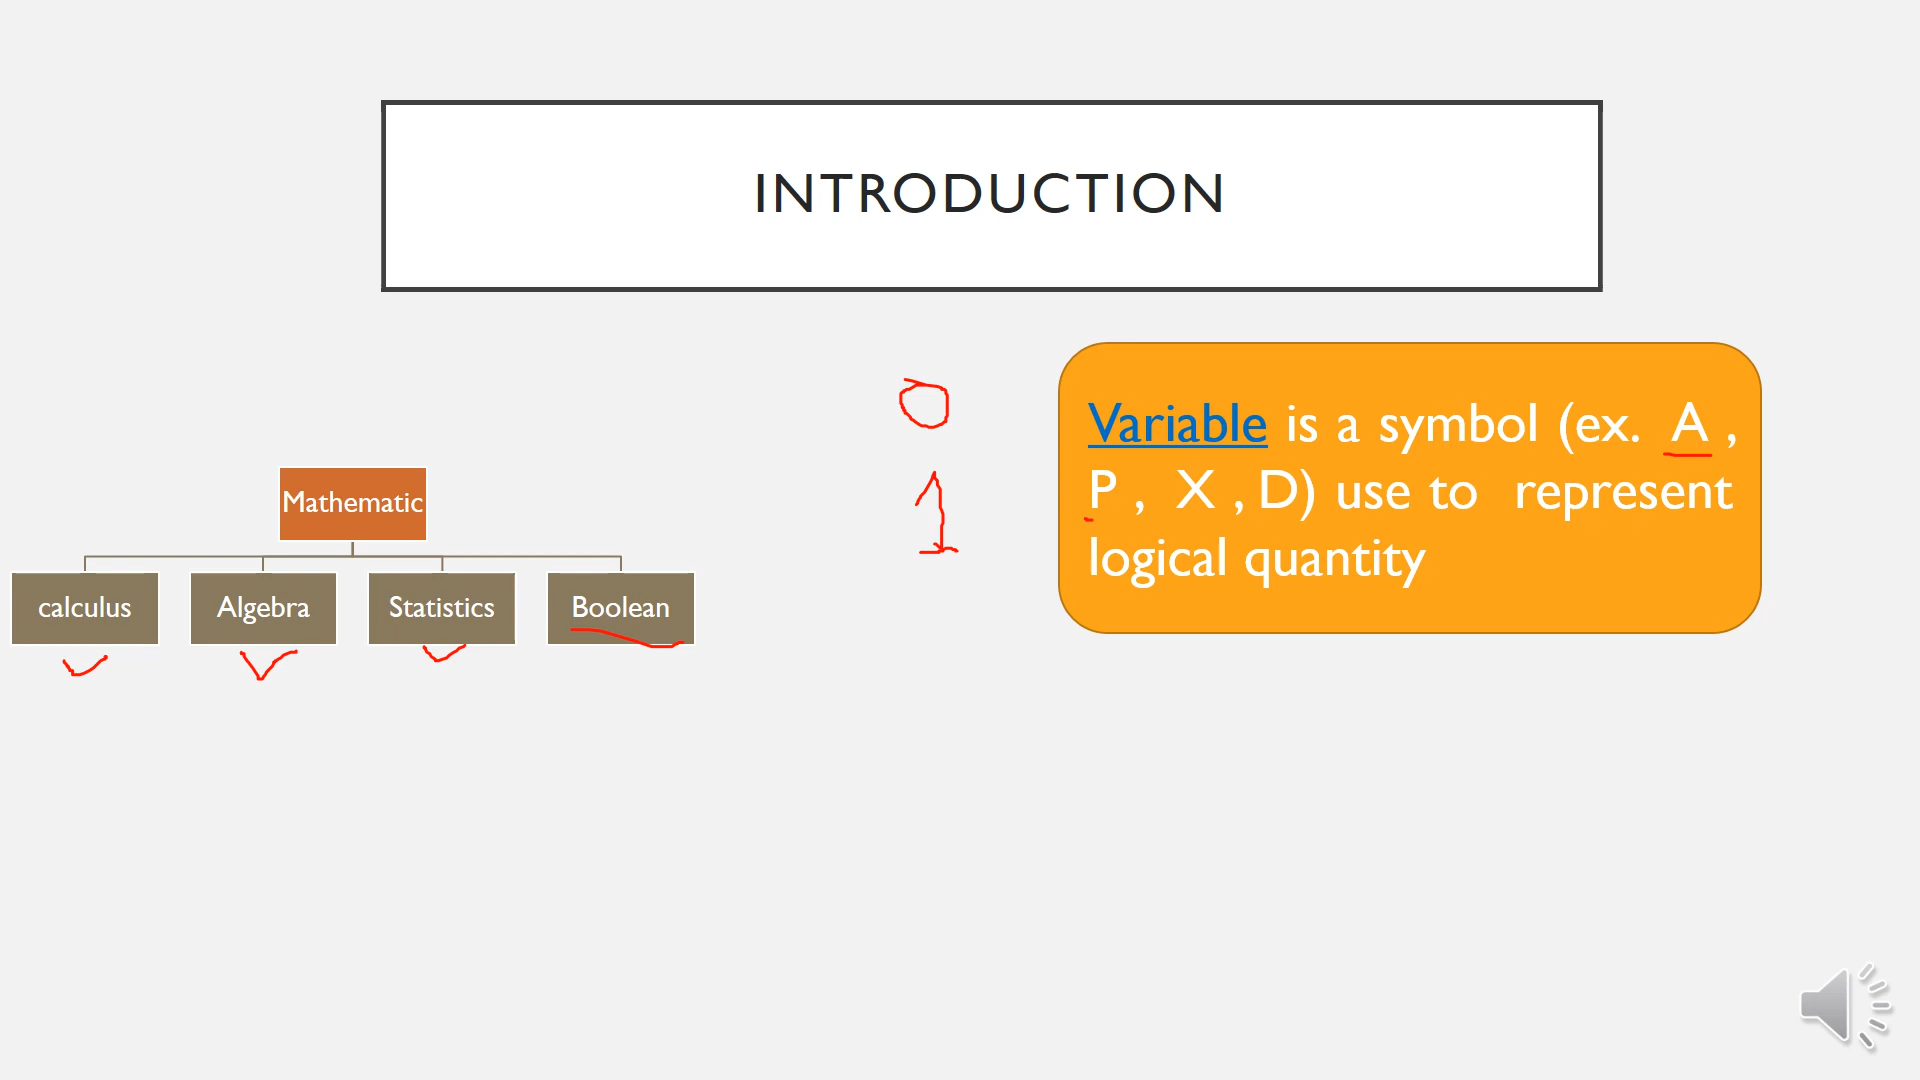 INTRODUCTION
Mathematic
calculus Algebra Statistics Boolean
0
1
Variable is a symbol (ex. A ,
P , X , D) use to represent
logical quantity